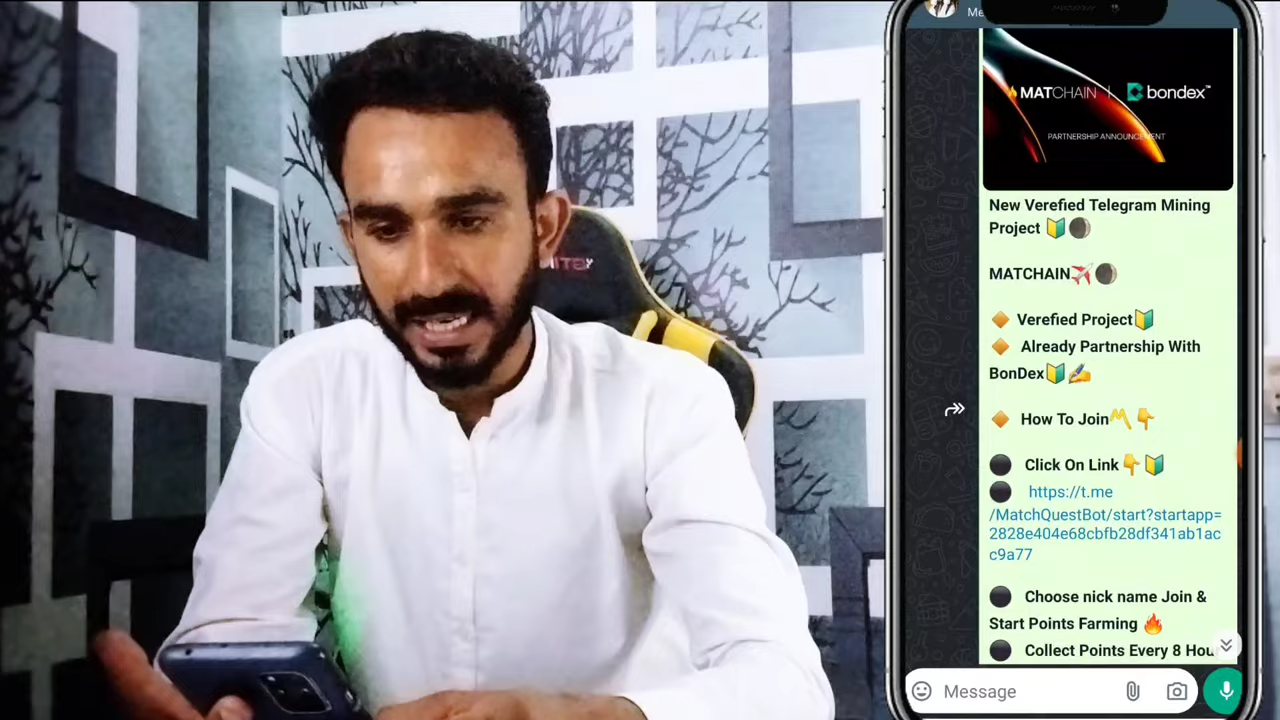 Me
MATCHAIN | bondex™
PARTNERSHIP ANNOUNCEMENT
New Verefied Telegram Mining
Project 🔰🌒
MATCHAIN✈️🌒
🔸 Verefied Project🔰
🔸 Already Partnership With
BonDex🔰✍️
🔸 How To Join〽️👇
⚫ Click On Link👇🔰
⚫ https://t.me
/MatchQuestBot/start?startapp=
2828e404e68cbfb28df341ab1ac
c9a77
⚫ Choose nick name Join &
Start Points Farming 🔥
⚫ Collect Points Every 8 Hou
Message